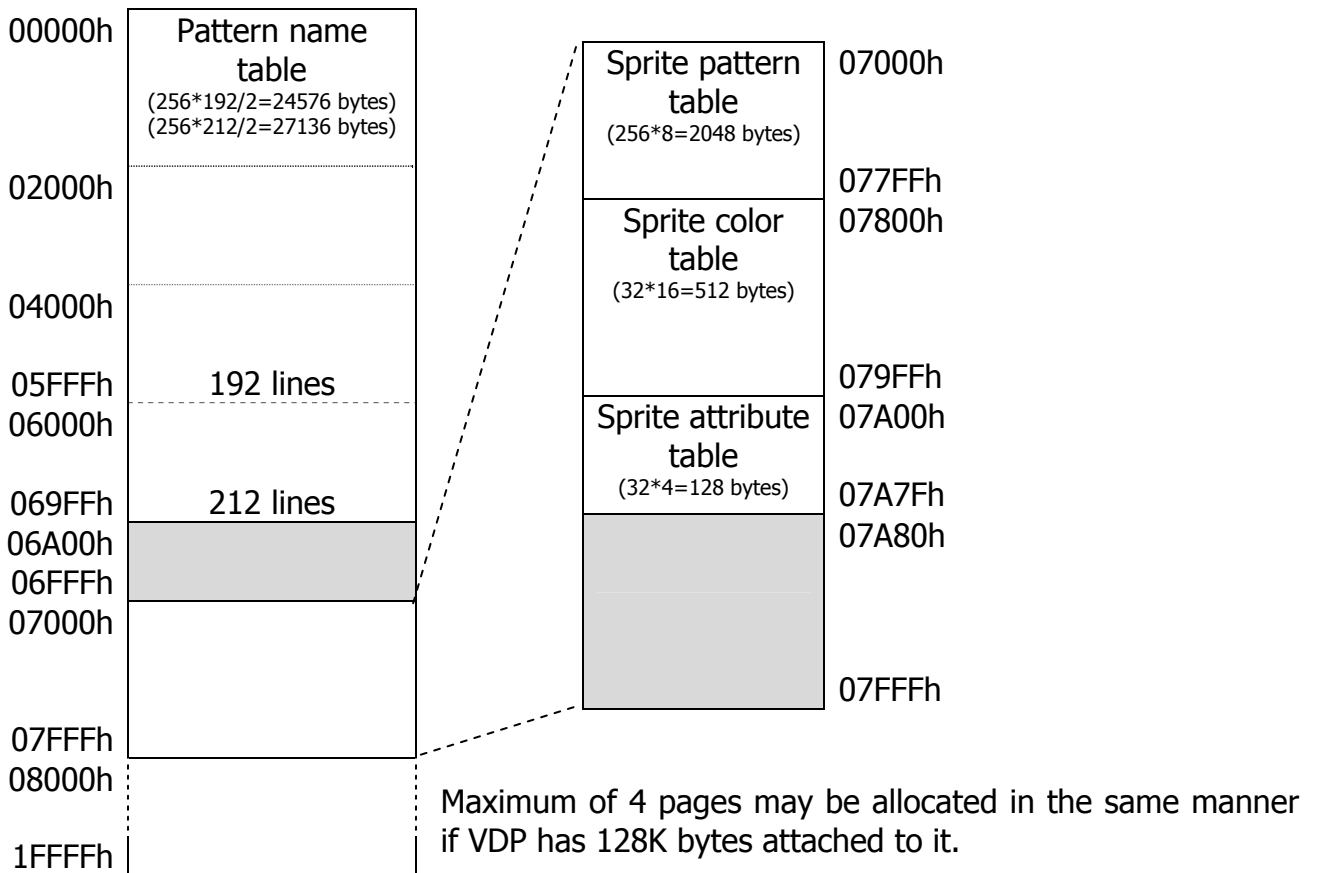 00000h
Pattern name
table
(256*192/2=24576 bytes)
(256*212/2=27136 bytes)
02000h
04000h
05FFFh
192 lines
06000h
069FFh
212 lines
06A00h
06FFFh
07000h
07FFFh
08000h
1FFFFh
Sprite pattern
table
(256*8=2048 bytes)
07000h
077FFh
Sprite color
table
(32*16=512 bytes)
07800h
079FFh
Sprite attribute
table
(32*4=128 bytes)
07A00h
07A7Fh
07A80h
07FFFh
Maximum of 4 pages may be allocated in the same manner
if VDP has 128K bytes attached to it.